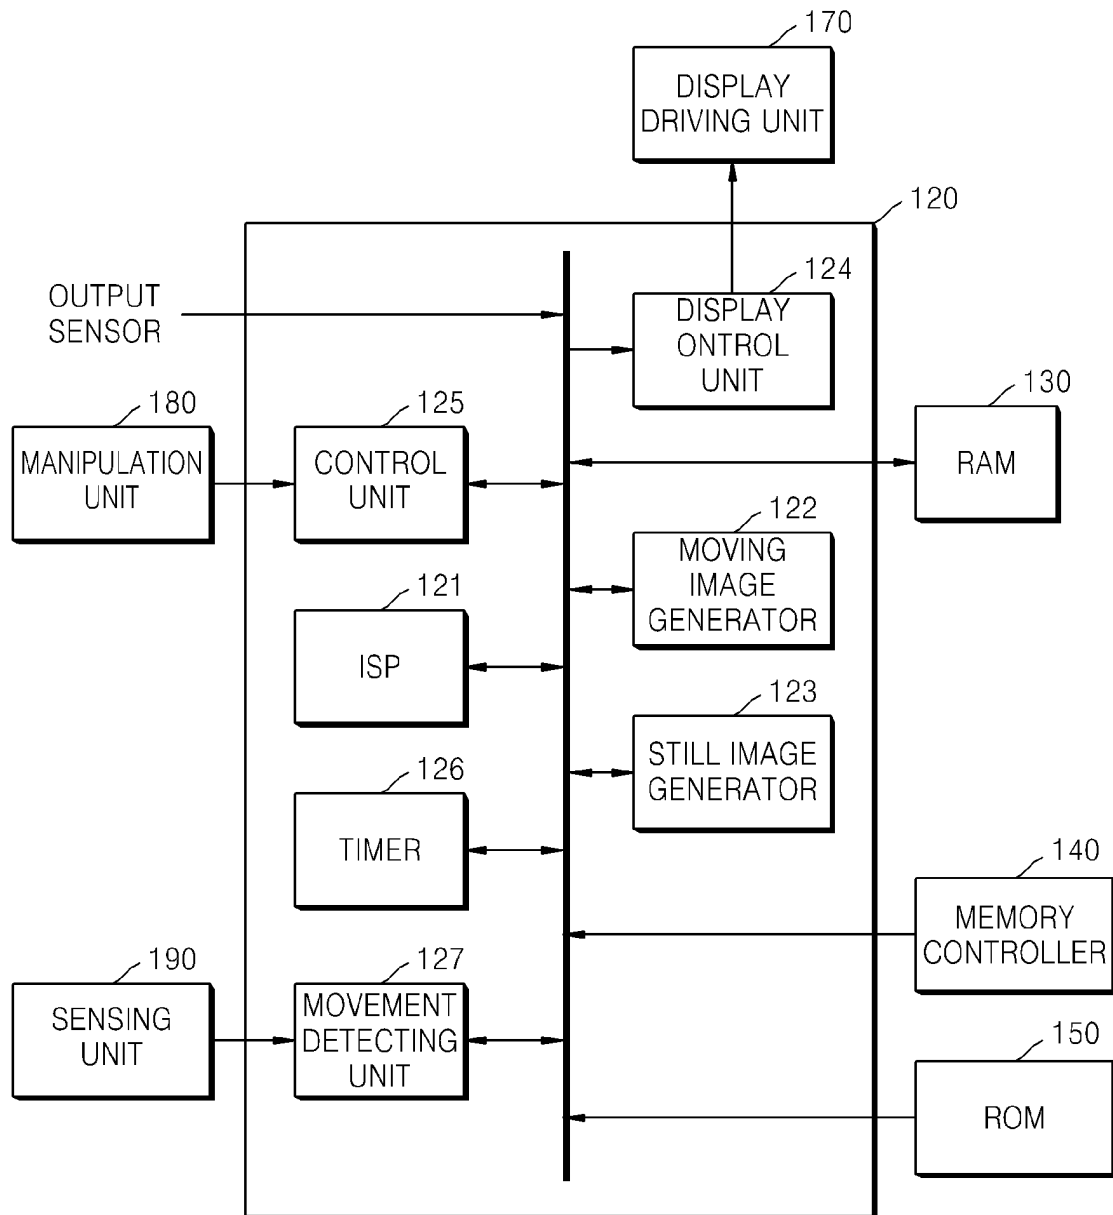 170
DISPLAY
DRIVING UNIT
120
124
OUTPUT
SENSOR
DISPLAY
ONTROL
UNIT
180
MANIPULATION
UNIT
125
CONTROL
UNIT
130
RAM
122
MOVING
IMAGE
GENERATOR
121
ISP
123
STILL IMAGE
GENERATOR
126
TIMER
140
MEMORY
CONTROLLER
190
SENSING
UNIT
127
MOVEMENT
DETECTING
UNIT
150
ROM